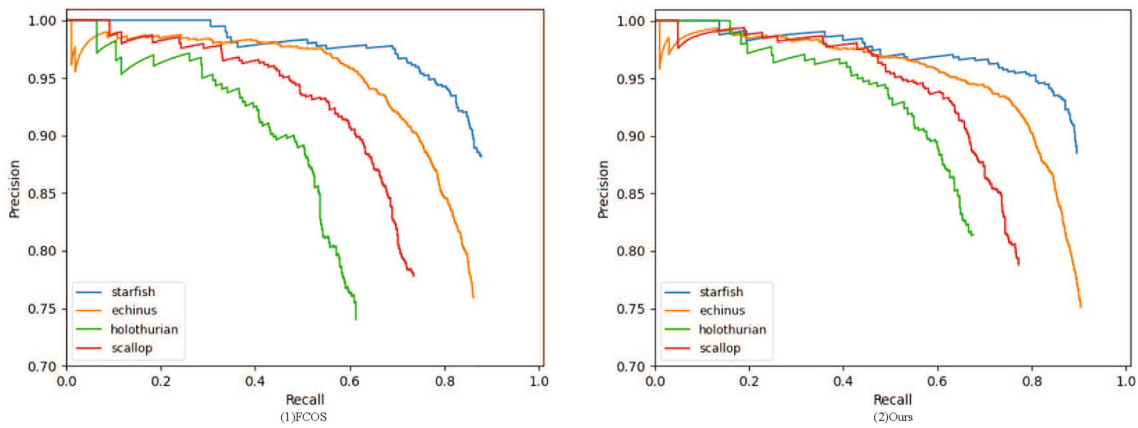 1.00
0.95
0.90
0.85
0.80
0.75
0.70
Precision
starfish
echinus
holothurian
scallop
0.0 0.2 0.4 0.6 0.8 1.0
Recall
(1)FCOS
1.00
0.95
0.90
0.85
0.80
0.75
0.70
Precision
starfish
echinus
holothurian
scallop
0.0 0.2 0.4 0.6 0.8 1.0
Recall
(2)Ours